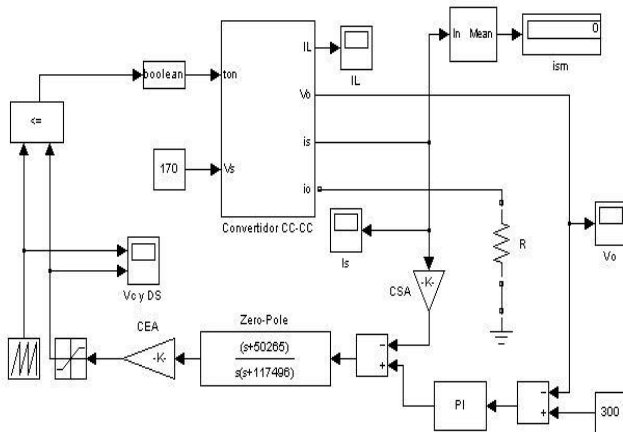 In Mean
0
ism
IL
IL
boolean
ton
Vo
<=
is
170
Vs
io
Convertidor CC-CC
Is
R
Vo
Vc y DS
CSA
-K-
CEA
Zero-Pole
-K-
(s+50265)
s(s+117496)
−
+
PI
−
+
300